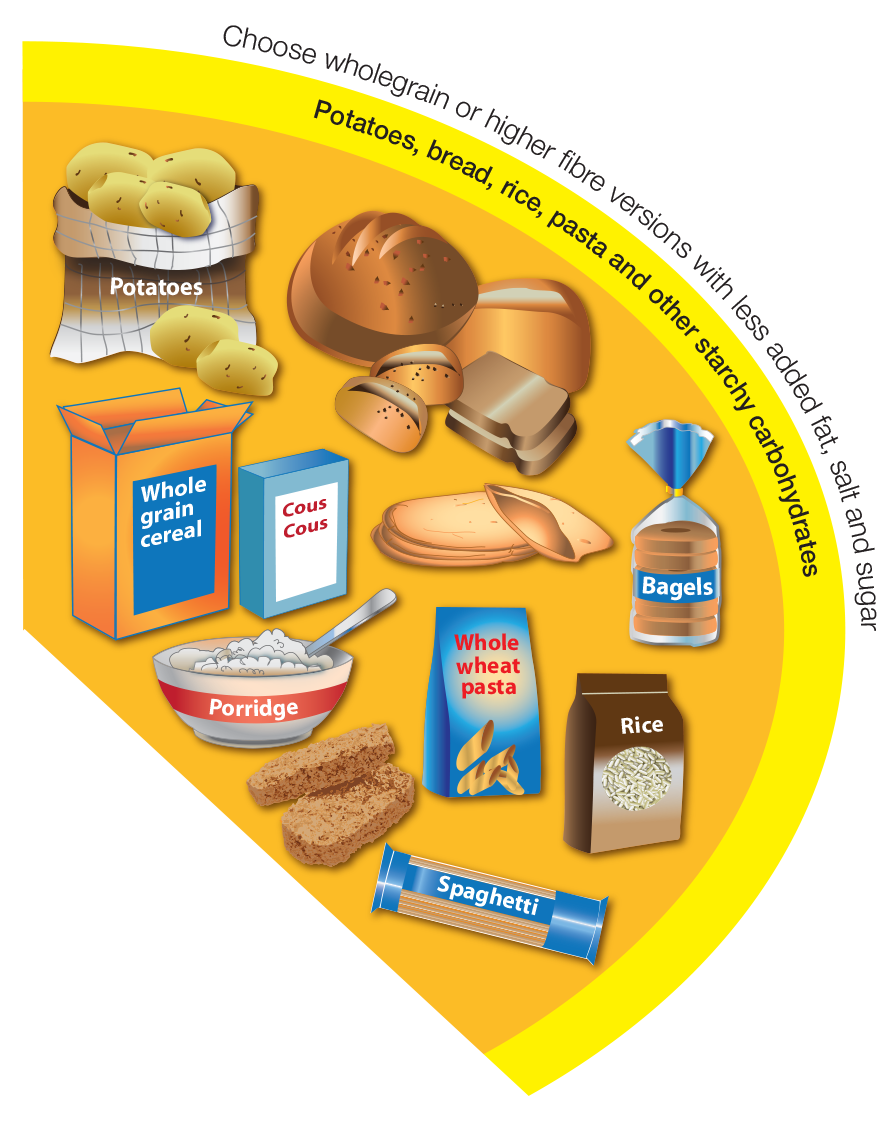 Choose wholegrain or higher fibre versions with less added fat, salt and sugar
Potatoes, bread, rice, pasta and other starchy carbohydrates
Potatoes
Whole
grain
cereal
Cous
Cous
Bagels
Porridge
Whole
wheat
pasta
Rice
Spaghetti